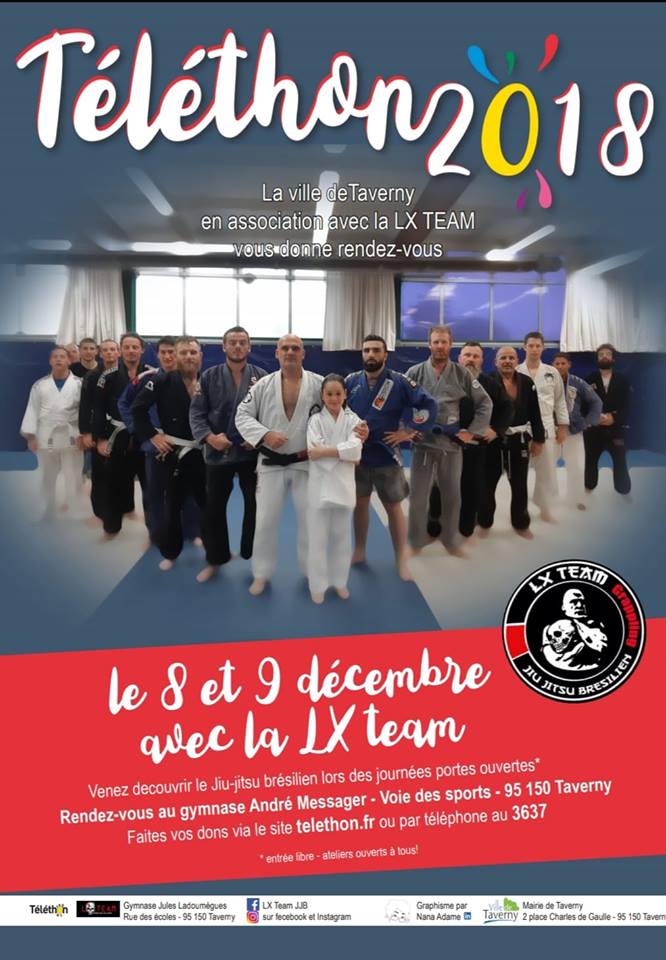 Téléthon 2018
La ville deTaverny
en association avec la LX TEAM
vous donne rendez-vous
LX TEAM
Grappling
JIU JITSU BRESILIEN
le 8 et 9 décembre
avec la LX team
Venez decouvrir le Jiu-jitsu brésilien lors des journées portes ouvertes*
Rendez-vous au gymnase André Messager - Voie des sports - 95 150 Taverny
Faites vos dons via le site telethon.fr ou par téléphone au 3637
* entrée libre - ateliers ouverts à tous!
Téléthon
LX TEAM
Gymnase Jules Ladoumègues
Rue des écoles - 95 150 Taverny
LX Team JJB
sur fecebook et Instagram
Graphisme par
Nana Adame
Ville de
Taverny
Mairie de Taverny
2 place Charles de Gaulle - 95 150 Taverny